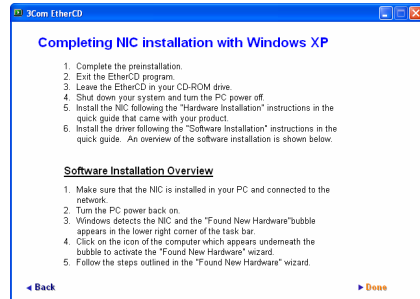 3Com EtherCD
Completing NIC installation with Windows XP
1. Complete the preinstallation.
2. Exit the EtherCD program.
3. Leave the EtherCD in your CD-ROM drive.
4. Shut down your system and turn the PC power off.
5. Install the NIC following the "Hardware Installation" instructions in the
quick guide that came with your product.
6. Install the driver following the "Software Installation" instructions in the
quick guide. An overview of the software installation is shown below.
Software Installation Overview
1. Make sure that the NIC is installed in your PC and connected to the
network.
2. Turn the PC power back on.
3. Windows detects the NIC and the "Found New Hardware"bubble
appears in the lower right corner of the task bar.
4. Click on the icon of the computer which appears underneath the
bubble to activate the "Found New Hardware" wizard.
5. Follow the steps outlined in the "Found New Hardware" wizard.
Back
Done